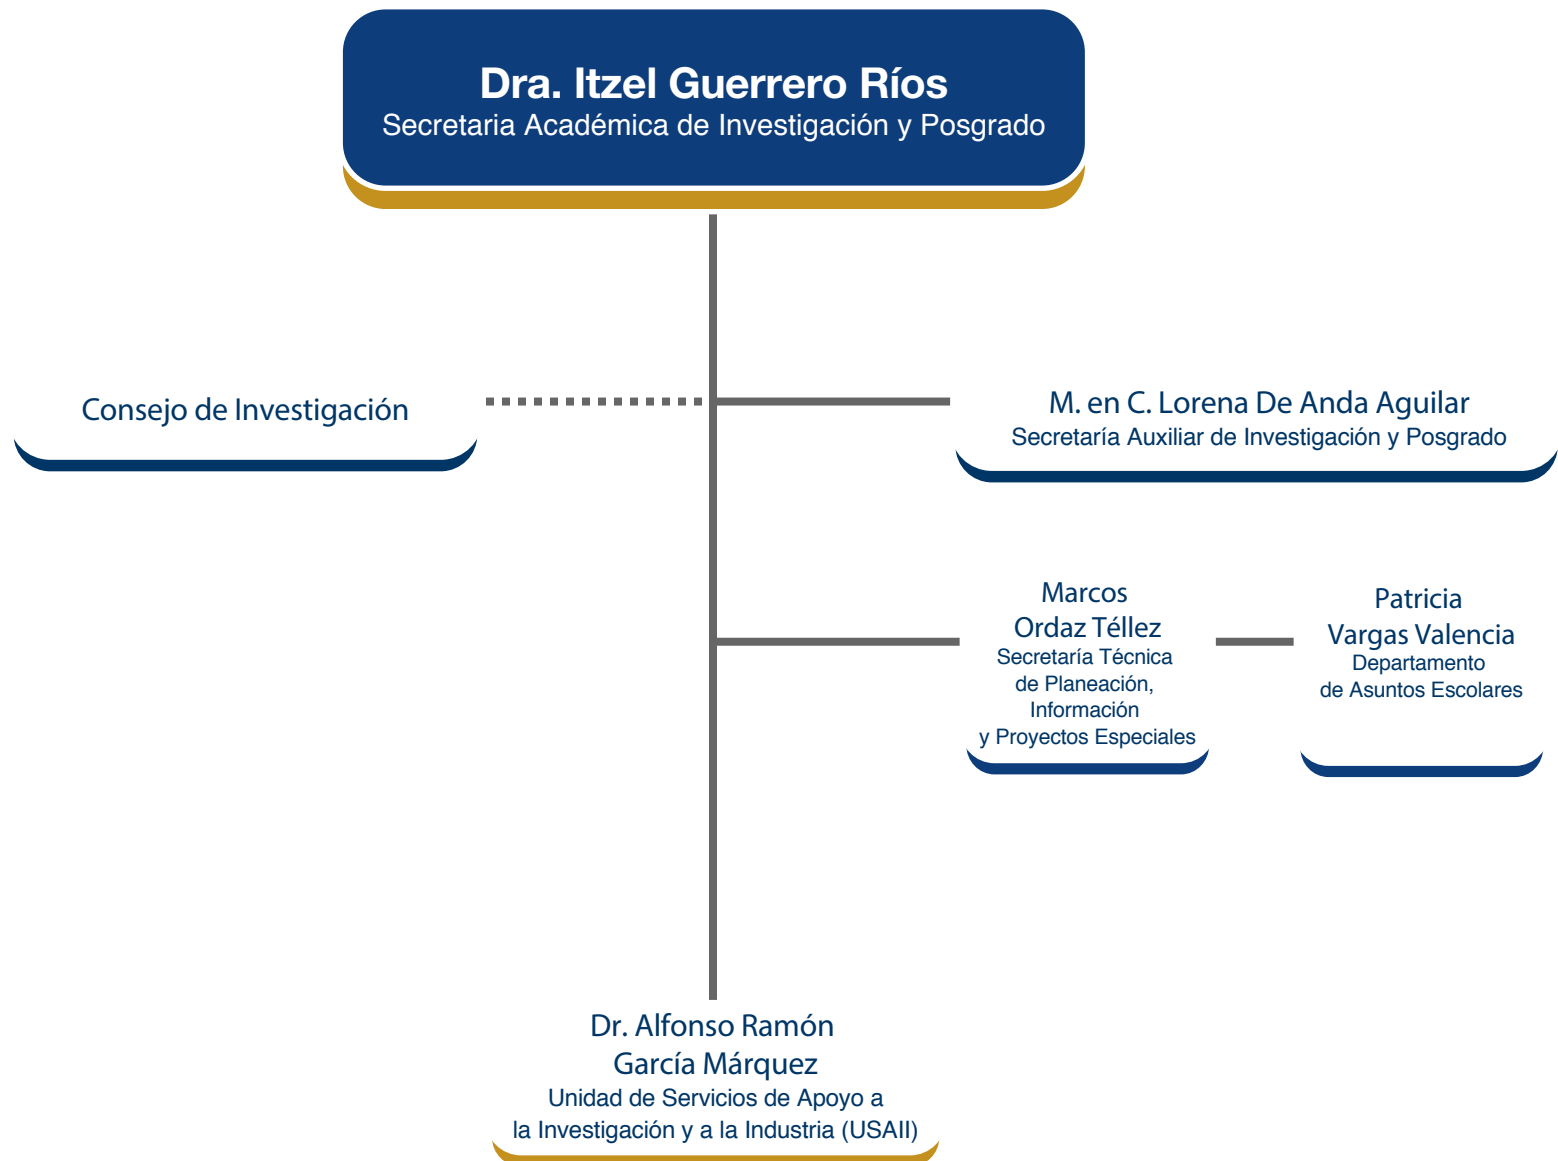 Dra. Itzel Guerrero Ríos
Secretaria Académica de Investigación y Posgrado
Consejo de Investigación
M. en C. Lorena De Anda Aguilar
Secretaría Auxiliar de Investigación y Posgrado
Marcos
Ordaz Téllez
Secretaría Técnica
de Planeación,
Información
y Proyectos Especiales
Patricia
Vargas Valencia
Departamento
de Asuntos Escolares
Dr. Alfonso Ramón
García Márquez
Unidad de Servicios de Apoyo a
la Investigación y a la Industria (USAII)